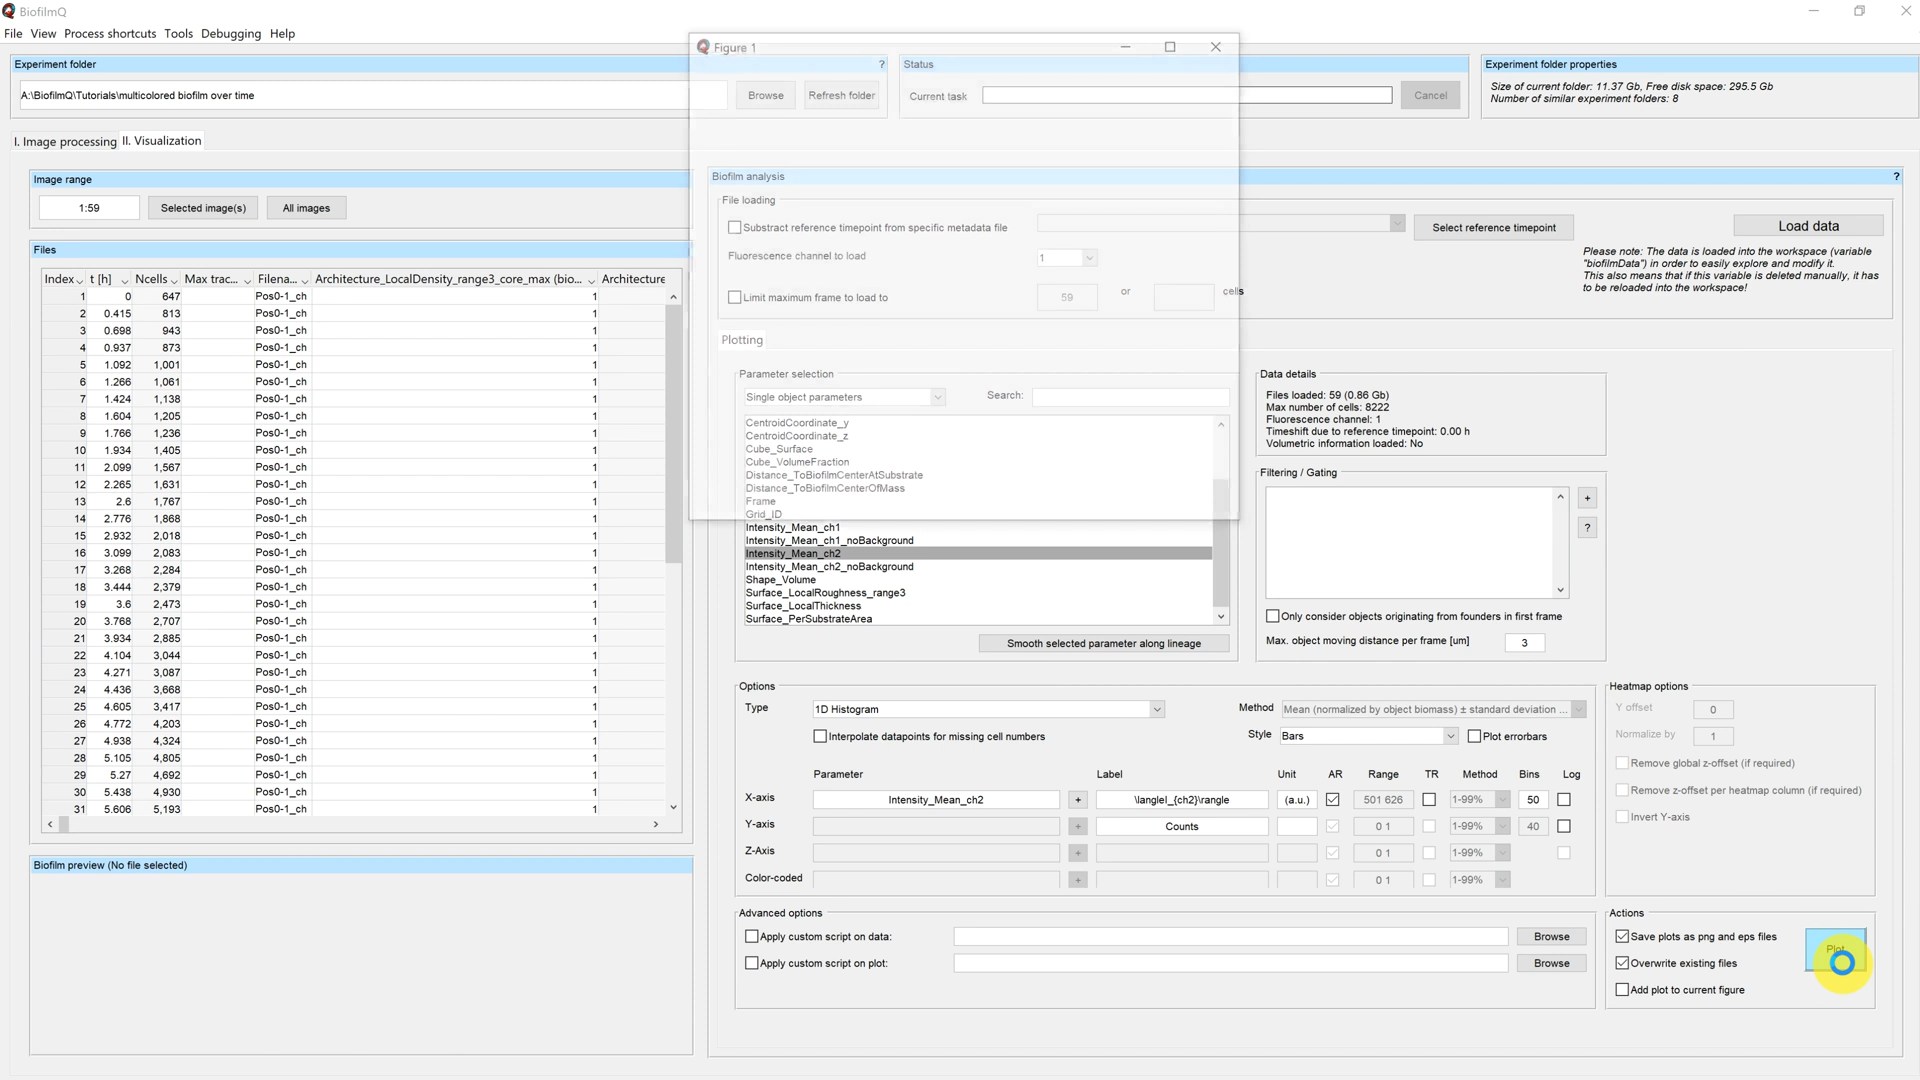 BiofilmQ
File View Process shortcuts Tools Debugging Help
Figure 1
Experiment folder ?
A:\BiofilmQ\Tutorials\multicolored biofilm over time
Browse Refresh folder
Status
Current task
Cancel
Experiment folder properties
Size of current folder: 11.37 Gb, Free disk space: 295.5 Gb
Number of similar experiment folders: 8
I. Image processing II. Visualization
Image range
1:59 Selected image(s) All images
Files
Index t [h] Ncells Max trac... Filena... Architecture_LocalDensity_range3_core_max (bio... Architecture
1 0 647 Pos0-1_ch 1
2 0.415 813 Pos0-1_ch 1
3 0.698 943 Pos0-1_ch 1
4 0.937 873 Pos0-1_ch 1
5 1.092 1,001 Pos0-1_ch 1
6 1.266 1,061 Pos0-1_ch 1
7 1.424 1,138 Pos0-1_ch 1
8 1.604 1,205 Pos0-1_ch 1
9 1.766 1,236 Pos0-1_ch 1
10 1.934 1,405 Pos0-1_ch 1
11 2.099 1,567 Pos0-1_ch 1
12 2.265 1,631 Pos0-1_ch 1
13 2.6 1,767 Pos0-1_ch 1
14 2.776 1,868 Pos0-1_ch 1
15 2.932 2,018 Pos0-1_ch 1
16 3.099 2,083 Pos0-1_ch 1
17 3.268 2,284 Pos0-1_ch 1
18 3.444 2,379 Pos0-1_ch 1
19 3.6 2,473 Pos0-1_ch 1
20 3.768 2,707 Pos0-1_ch 1
21 3.934 2,885 Pos0-1_ch 1
22 4.104 3,044 Pos0-1_ch 1
23 4.271 3,087 Pos0-1_ch 1
24 4.436 3,668 Pos0-1_ch 1
25 4.605 3,417 Pos0-1_ch 1
26 4.772 4,203 Pos0-1_ch 1
27 4.938 4,324 Pos0-1_ch 1
28 5.105 4,805 Pos0-1_ch 1
29 5.27 4,692 Pos0-1_ch 1
30 5.438 4,930 Pos0-1_ch 1
31 5.606 5,193 Pos0-1_ch 1
Biofilm preview (No file selected)
Biofilm analysis ?
File loading
Substract reference timepoint from specific metadata file
Select reference timepoint
Load data
Fluorescence channel to load 1
Limit maximum frame to load to 59 or cells
Please note: The data is loaded into the workspace (variable
"biofilmData") in order to easily explore and modify it.
This also means that if this variable is deleted manually, it has
to be reloaded into the workspace!
Plotting
Parameter selection
Single object parameters Search:
CentroidCoordinate_y
CentroidCoordinate_z
Cube_Surface
Cube_VolumeFraction
Distance_ToBiofilmCenterAtSubstrate
Distance_ToBiofilmCenterOfMass
Frame
Grid_ID
Intensity_Mean_ch1
Intensity_Mean_ch1_noBackground
Intensity_Mean_ch2
Intensity_Mean_ch2_noBackground
Shape_Volume
Surface_LocalRoughness_range3
Surface_LocalThickness
Surface_PerSubstrateArea
Smooth selected parameter along lineage
Data details
Files loaded: 59 (0.86 Gb)
Max number of cells: 8222
Fluorescence channel: 1
Timeshift due to reference timepoint: 0.00 h
Volumetric information loaded: No
Filtering / Gating
+
?
Only consider objects originating from founders in first frame
Max. object moving distance per frame [um] 3
Options
Type 1D Histogram Method Mean (normalized by object biomass) ± standard deviation ...
Interpolate datapoints for missing cell numbers Style Bars Plot errorbars
Parameter Label Unit AR Range TR Method Bins Log
X-axis Intensity_Mean_ch2 + \langleI_{ch2}\rangle (a.u.) 501 626 1-99% 50
Y-axis + Counts 0 1 1-99% 40
Z-Axis + 0 1 1-99%
Color-coded + 0 1 1-99%
Heatmap options
Y offset 0
Normalize by 1
Remove global z-offset (if required)
Remove z-offset per heatmap column (if required)
Invert Y-axis
Advanced options
Apply custom script on data: Browse
Apply custom script on plot: Browse
Actions
Save plots as png and eps files
Overwrite existing files
Add plot to current figure
Plot